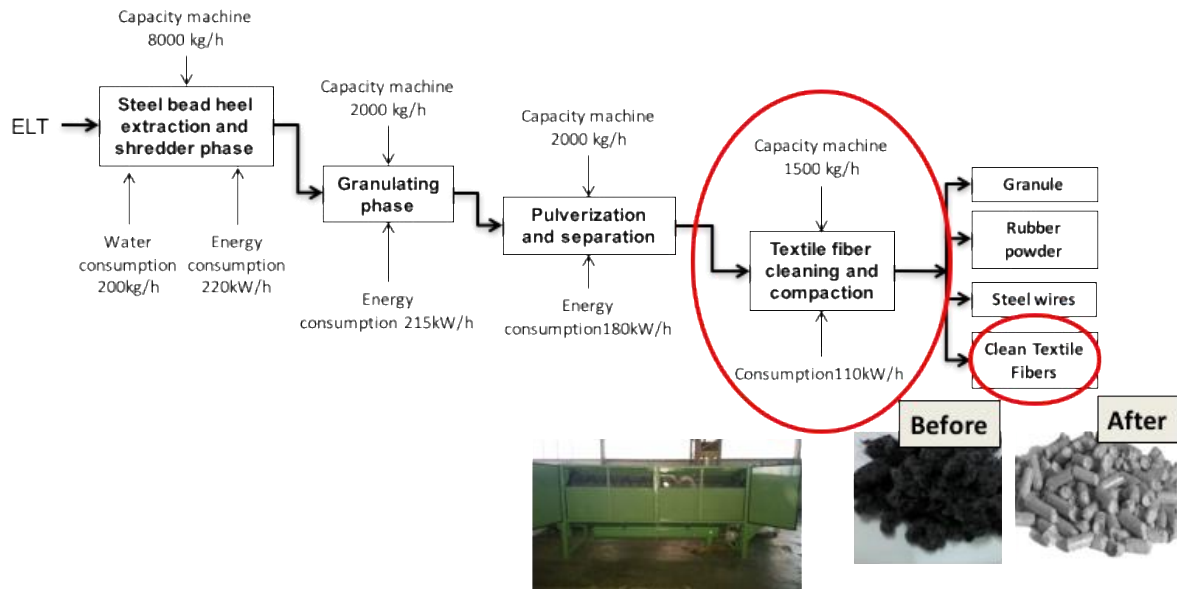 Capacity machine
8000 kg/h
ELT
Steel bead heel
extraction and
shredder phase
Water
consumption
200kg/h
Energy
consumption
220kW/h
Capacity machine
2000 kg/h
Granulating
phase
Energy
consumption 215kW/h
Capacity machine
2000 kg/h
Pulverization
and separation
Energy
consumption180kW/h
Capacity machine
1500 kg/h
Textile fiber
cleaning and
compaction
Consumption110kW/h
Granule
Rubber
powder
Steel wires
Clean Textile
Fibers
Before
After